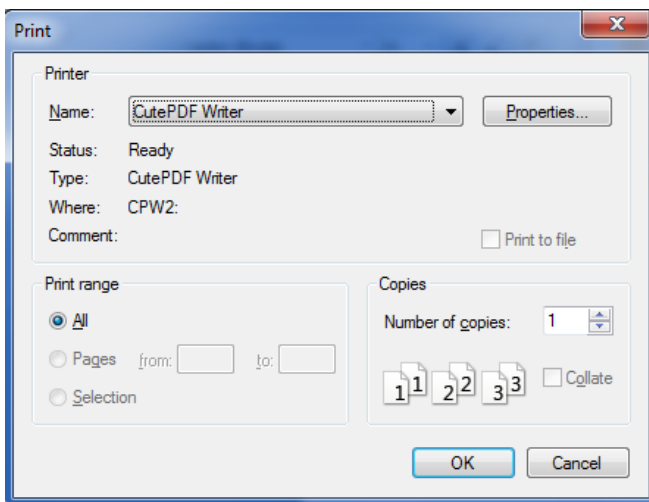 Print
Printer
Name: CutePDF Writer Properties...
Status: Ready
Type: CutePDF Writer
Where: CPW2:
Comment: Print to file
Print range
All
Pages from: to:
Selection
Copies
Number of copies: 1
1 1 2 2 3 3 Collate
OK Cancel